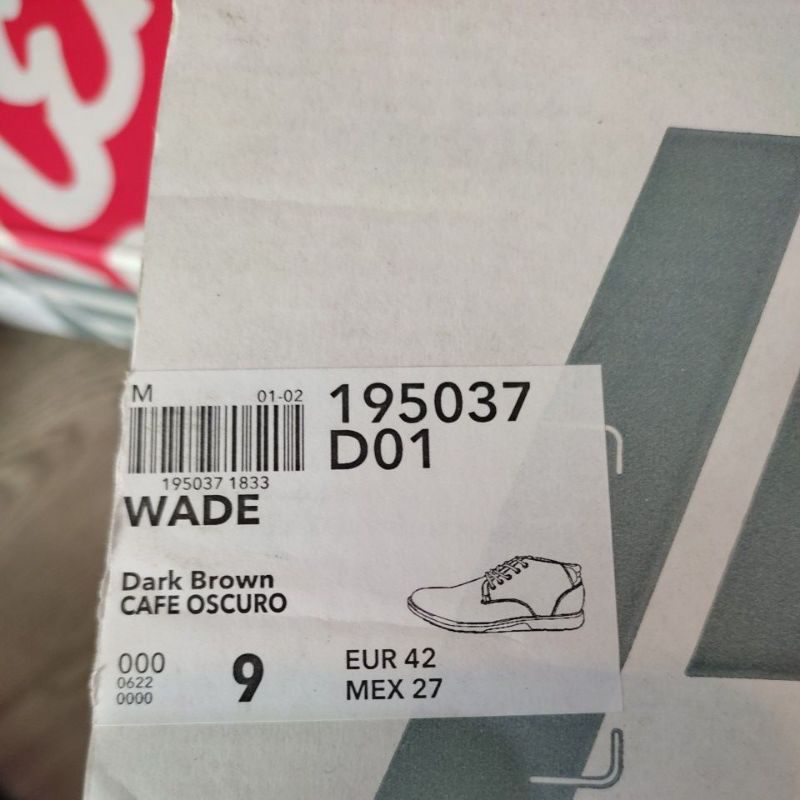 M 01-02
195037 1833
195037
D01
WADE
Dark Brown
CAFE OSCURO
000
0622
0000
9
EUR 42
MEX 27